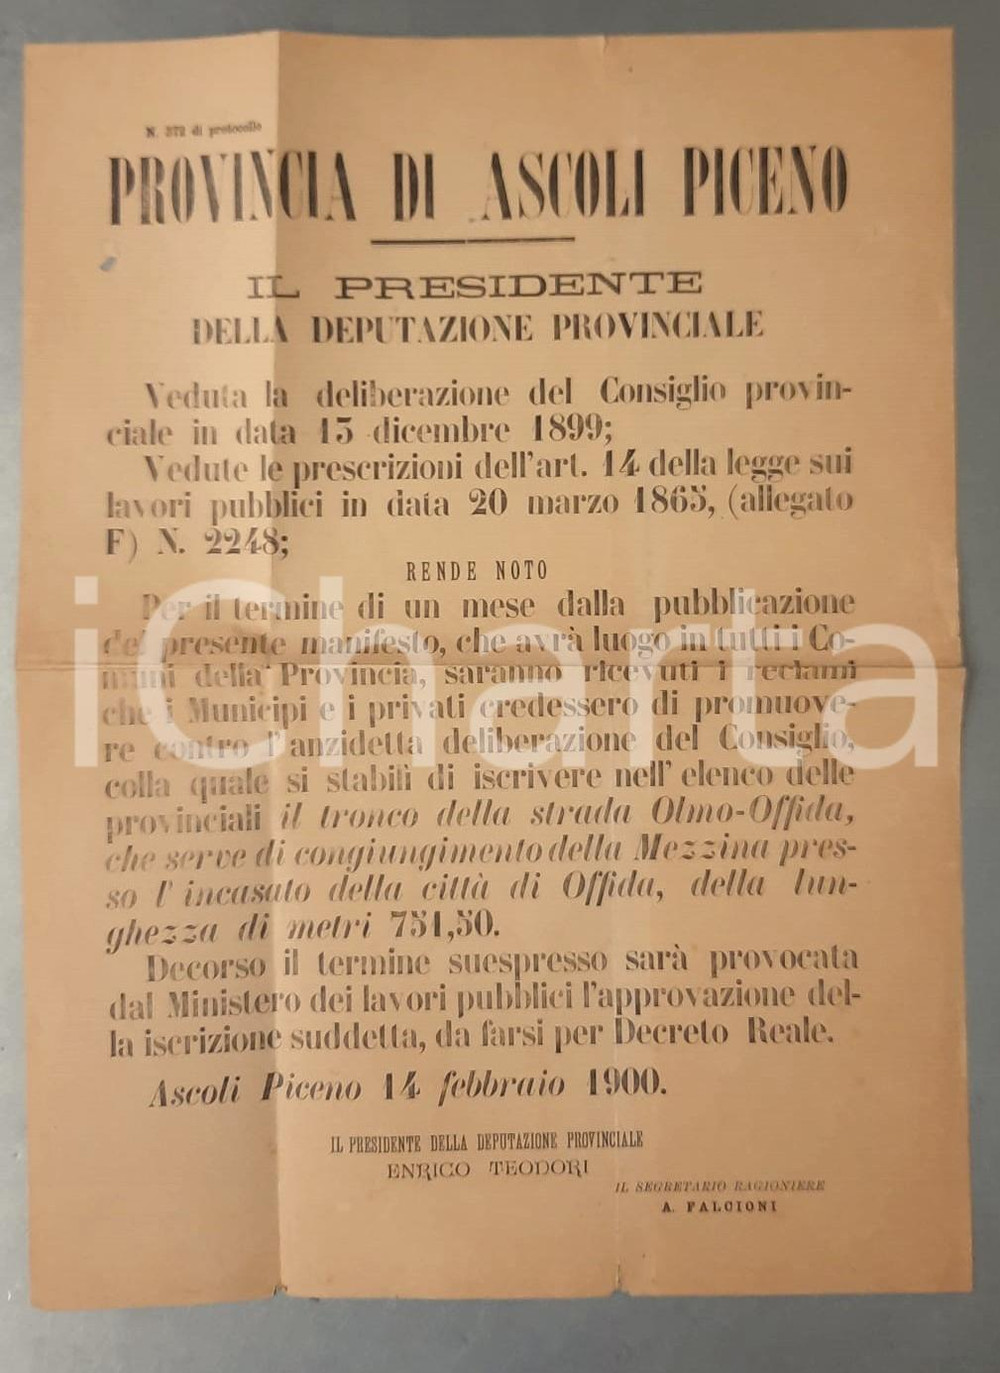 N. 372 di protocollo
PROVINCIA DI ASCOLI PICENO
IL PRESIDENTE
DELLA DEPUTAZIONE PROVINCIALE
Veduta la deliberazione del Consiglio provin-
ciale in data 13 dicembre 1899;
Vedute le prescrizioni dell'art. 14 della legge sui
lavori pubblici in data 20 marzo 1865, (allegato
F) N. 2248;
RENDE NOTO
Per il termine di un mese dalla pubblicazione
del presente manifesto, che avrà luogo in tutti i Co-
muni della Provincia, saranno ricevuti i reclami
che i Municipi e i privati credessero di promuove-
re contro l'anzidetta deliberazione del Consiglio,
colla quale si stabilì di iscrivere nell'elenco delle
provinciali il tronco della strada Olmo-Offida,
che serve di congiungimento della Mezzina pres-
so l'incasato della città di Offida, della lun-
ghezza di metri 751,50.
Decorso il termine suespresso sarà provocata
dal Ministero dei lavori pubblici l'approvazione del-
la iscrizione suddetta, da farsi per Decreto Reale.
Ascoli Piceno 14 febbraio 1900.
IL PRESIDENTE DELLA DEPUTAZIONE PROVINCIALE
ENRICO TEODORI
IL SEGRETARIO RAGIONIERE
A. FALCIONI
iCharta